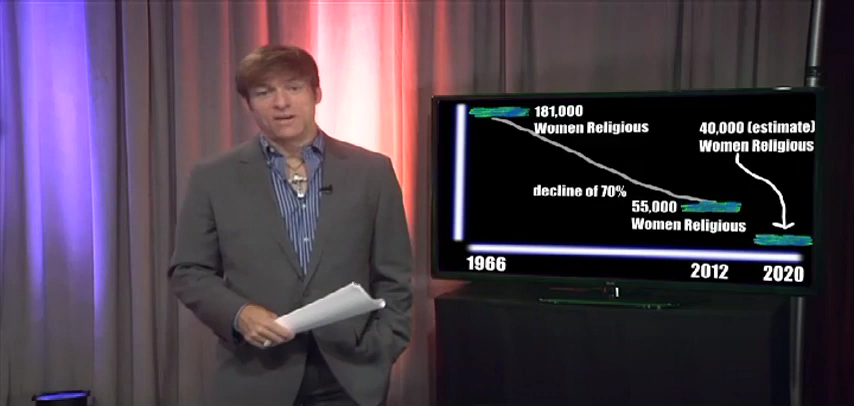 181,000
Women Religious
40,000 (estimate)
Women Religious
decline of 70%
55,000
Women Religious
1966
2012
2020